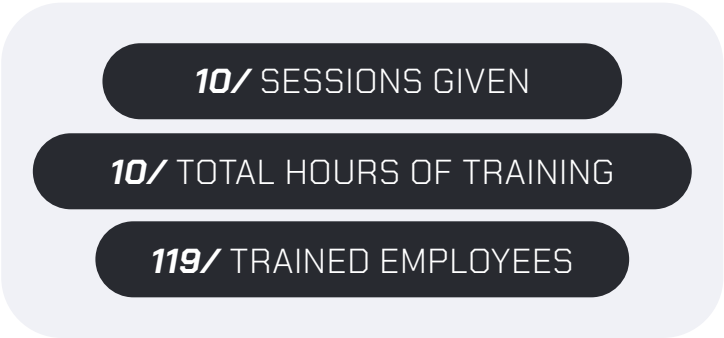 10/ SESSIONS GIVEN
10/ TOTAL HOURS OF TRAINING
119/ TRAINED EMPLOYEES